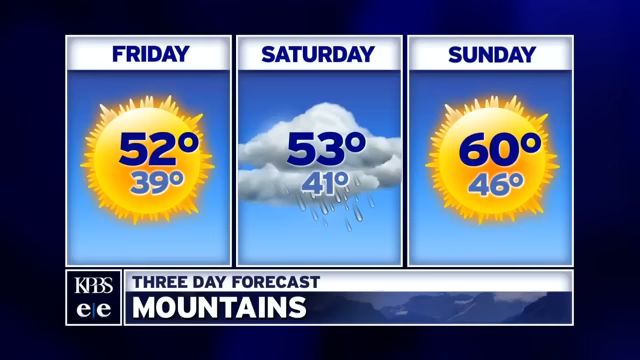 FRIDAY
52°
39°
SATURDAY
53°
41°
SUNDAY
60°
46°
KPBS
e|e
THREE DAY FORECAST
MOUNTAINS